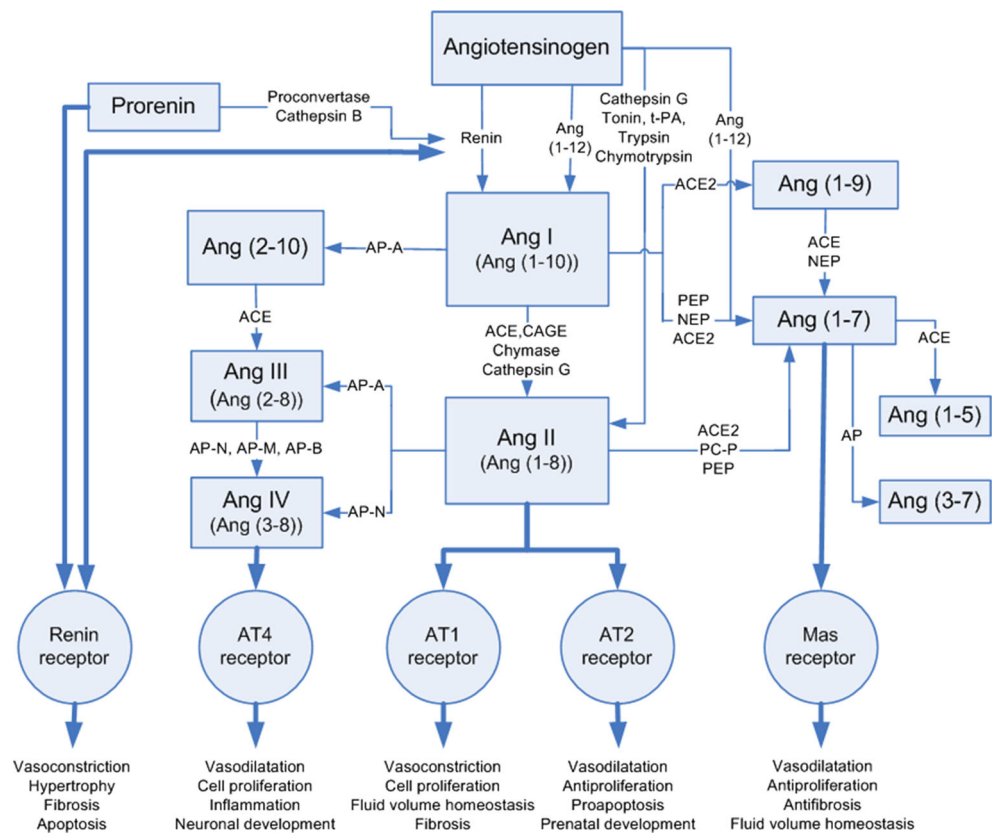 Angiotensinogen
Prorenin
Proconvertase
Cathepsin B
Renin
Ang
(1-12)
Cathepsin G
Tonin, t-PA,
Trypsin
Chymotrypsin
Ang
(1-12)
ACE2
Ang (1-9)
Ang (2-10)
AP-A
Ang I
(Ang (1-10))
ACE
NEP
ACE
PEP
NEP
ACE2
Ang (1-7)
ACE
ACE,CAGE
Chymase
Cathepsin G
Ang III
(Ang (2-8))
AP-A
Ang (1-5)
Ang II
(Ang (1-8))
ACE2
PC-P
PEP
AP
AP-N, AP-M, AP-B
Ang IV
(Ang (3-8))
AP-N
Ang (3-7)
Renin
receptor
AT4
receptor
AT1
receptor
AT2
receptor
Mas
receptor
Vasoconstriction
Hypertrophy
Fibrosis
Apoptosis
Vasodilatation
Cell proliferation
Inflammation
Neuronal development
Vasoconstriction
Cell proliferation
Fluid volume homeostasis
Fibrosis
Vasodilatation
Antiproliferation
Proapoptosis
Prenatal development
Vasodilatation
Antiproliferation
Antifibrosis
Fluid volume homeostasis